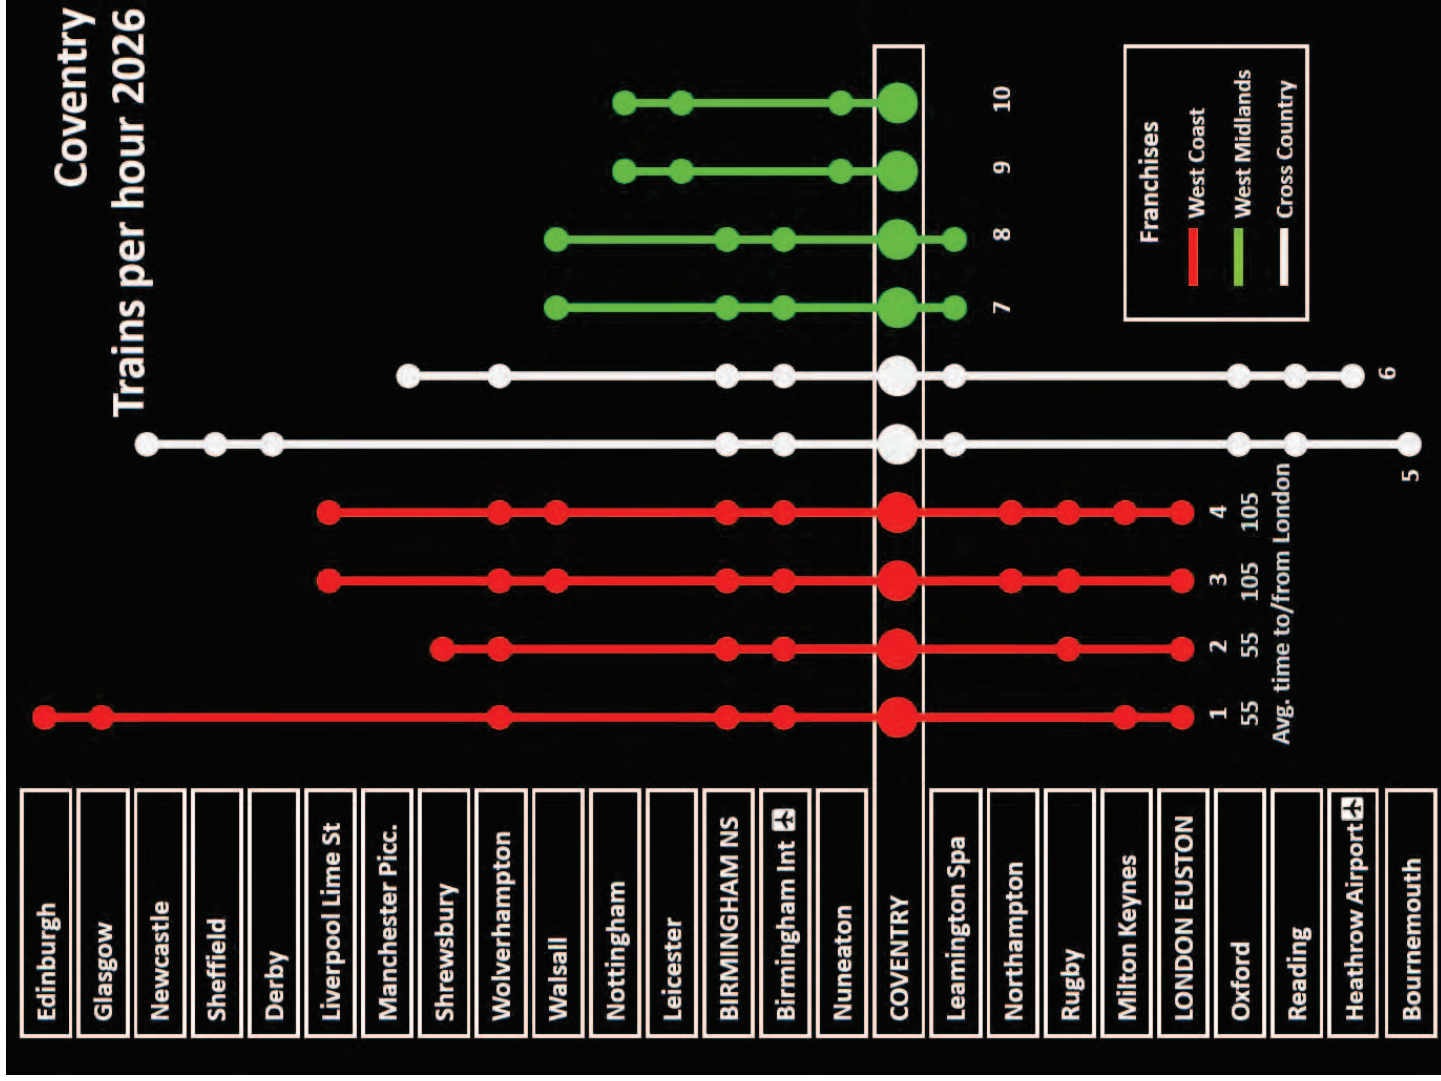 Coventry
Trains per hour 2026
Edinburgh
Glasgow
Newcastle
Sheffield
Derby
Liverpool Lime St
Manchester Picc.
Shrewsbury
Wolverhampton
Walsall
Nottingham
Leicester
BIRMINGHAM NS
Birmingham Int
Nuneaton
COVENTRY
Leamington Spa
Northampton
Rugby
Milton Keynes
LONDON EUSTON
Oxford
Reading
Heathrow Airport
Bournemouth
1 2 3 4
55 55 105 105
Avg. time to/from London
5
6
7 8 9 10
Franchises
West Coast
West Midlands
Cross Country